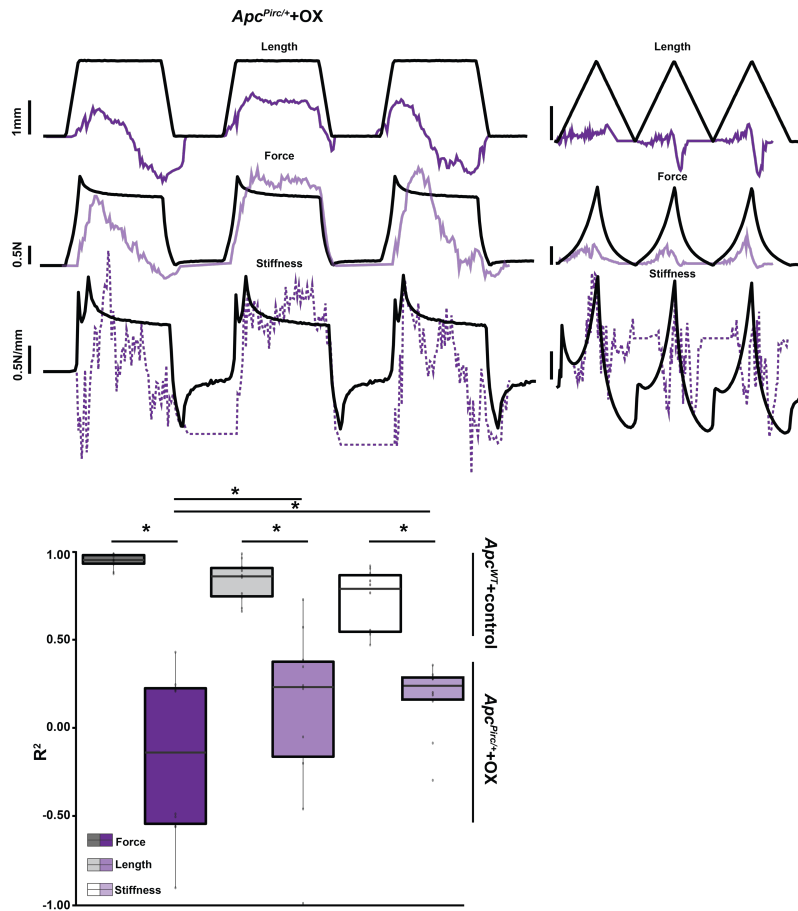 Apc^Pirc/+ +OX
Length
Length
1mm
Force
Force
0.5N
Stiffness
Stiffness
0.5N/mm
*
*
*
*
*
1.00
0.50
0.00
-0.50
-1.00
R²
Apc^WT+control
Apc^Pirc/+ +OX
Force
Length
Stiffness